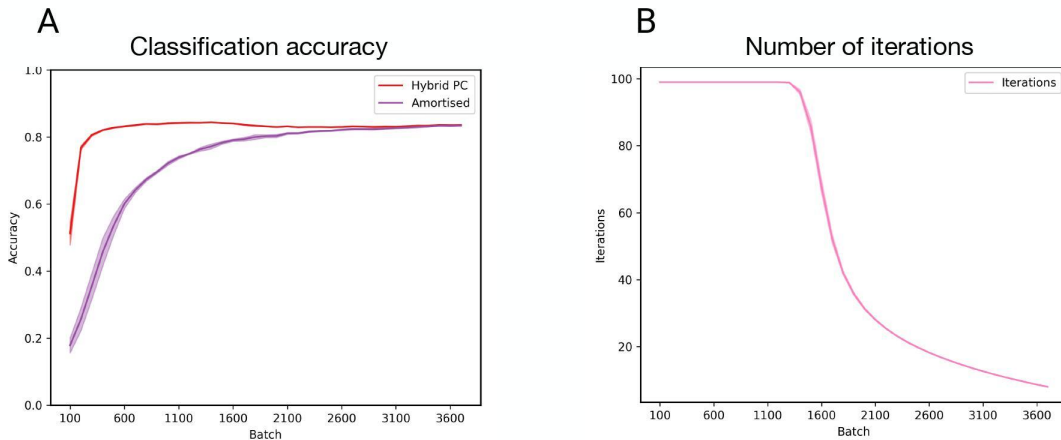 A
Classification accuracy
1.0
0.8
0.6
0.4
0.2
0.0
Accuracy
Hybrid PC
Amortised
100 600 1100 1600 2100 2600 3100 3600
Batch
B
Number of iterations
100
80
60
40
20
Iterations
Iterations
100 600 1100 1600 2100 2600 3100 3600
Batch